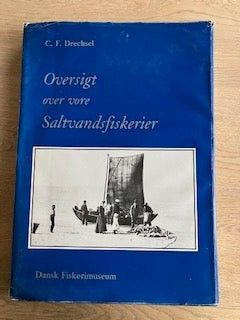 C. F. Drechsel
Oversigt
over vore
Saltvandsfiskerier
Dansk Fiskerimuseum